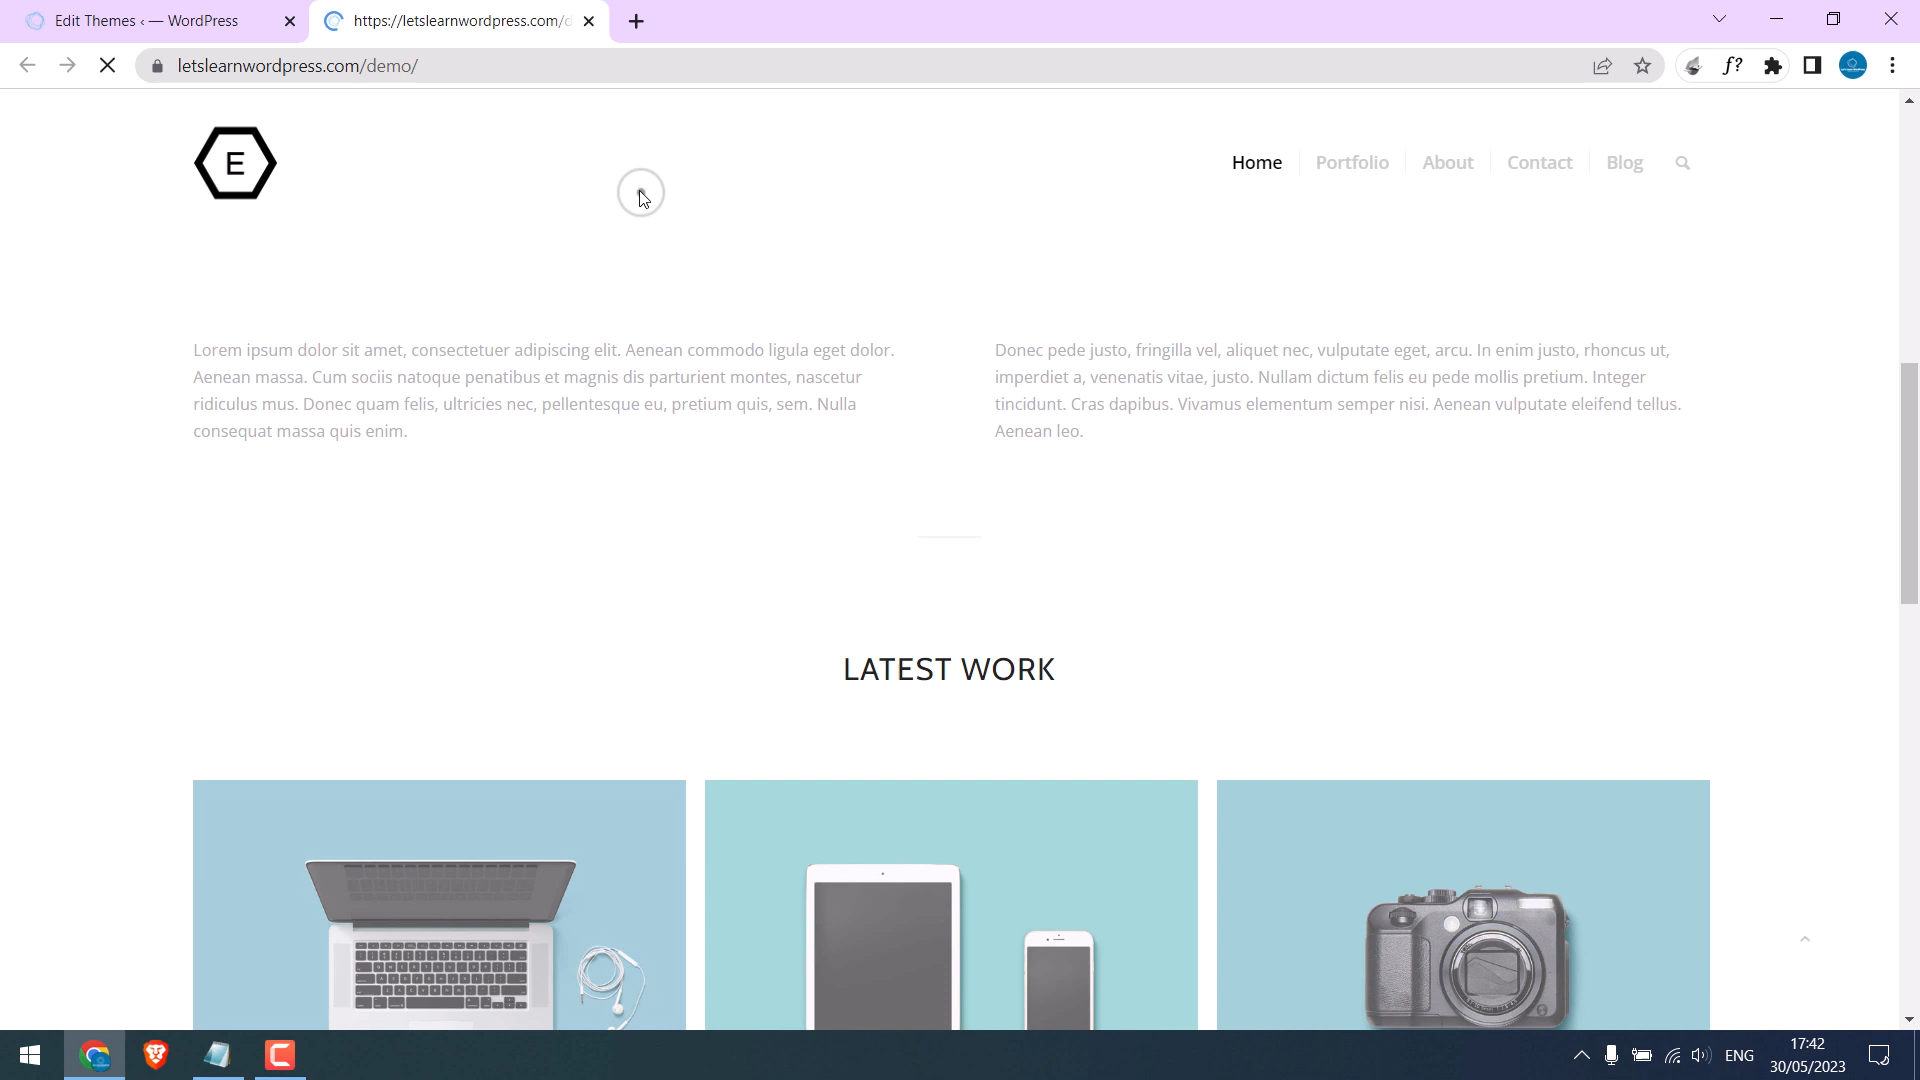 Edit Themes ‹ — WordPress
https://letslearnwordpress.com/d
letslearnwordpress.com/demo/
f?
E
Home
Portfolio
About
Contact
Blog
Lorem ipsum dolor sit amet, consectetuer adipiscing elit. Aenean commodo ligula eget dolor.
Aenean massa. Cum sociis natoque penatibus et magnis dis parturient montes, nascetur
ridiculus mus. Donec quam felis, ultricies nec, pellentesque eu, pretium quis, sem. Nulla
consequat massa quis enim.
Donec pede justo, fringilla vel, aliquet nec, vulputate eget, arcu. In enim justo, rhoncus ut,
imperdiet a, venenatis vitae, justo. Nullam dictum felis eu pede mollis pretium. Integer
tincidunt. Cras dapibus. Vivamus elementum semper nisi. Aenean vulputate eleifend tellus.
Aenean leo.
LATEST WORK
ENG
17:42
30/05/2023